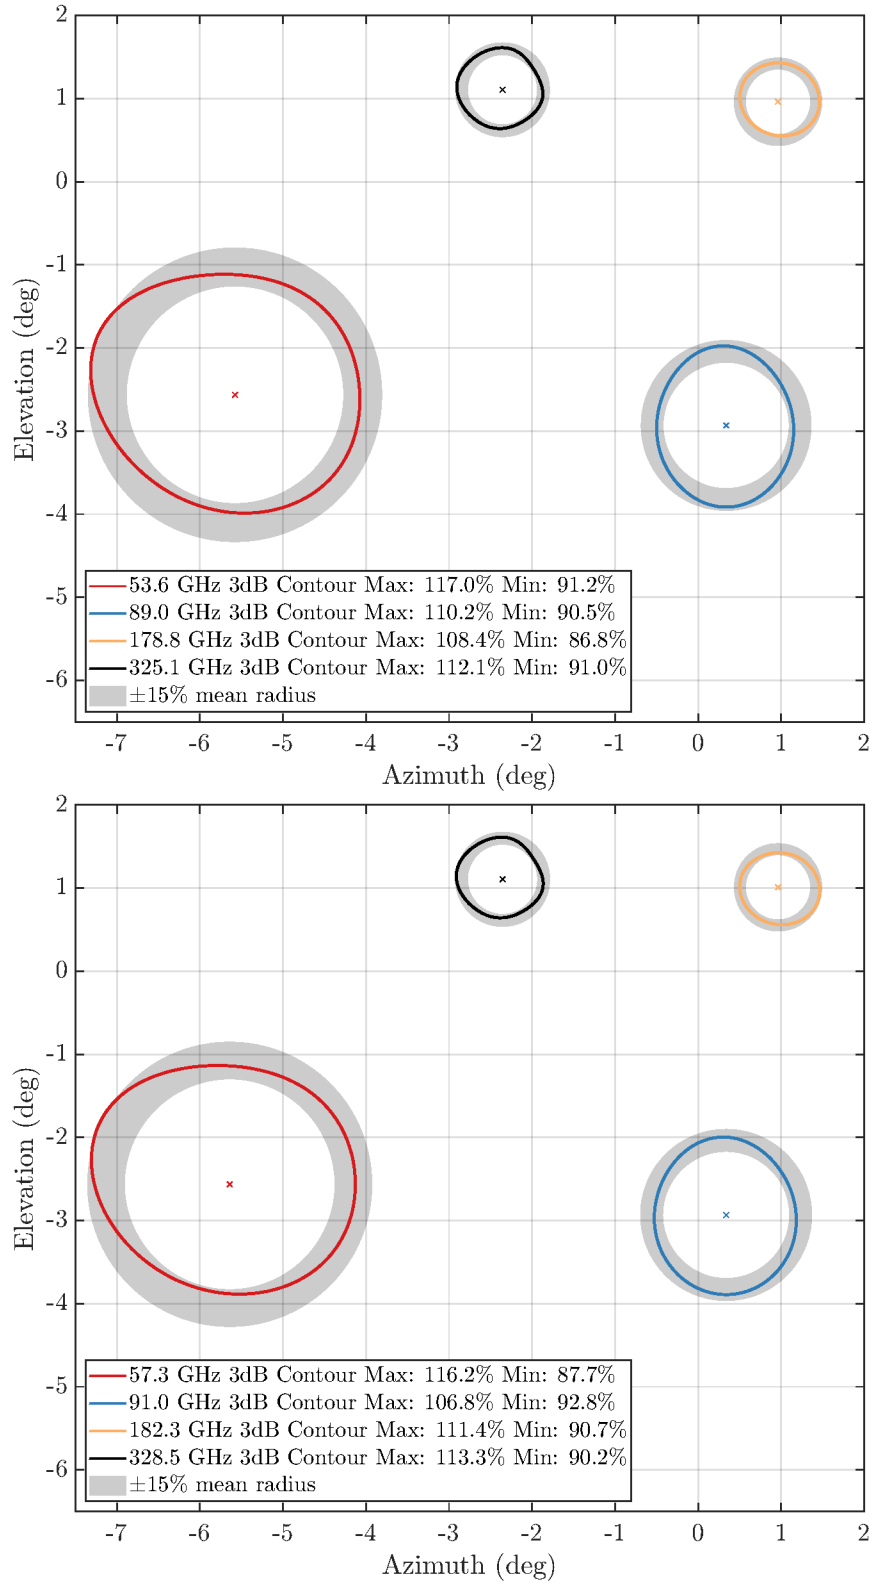 2
1
0
-1
-2
-3
-4
-5
-6
Elevation (deg)
53.6 GHz 3dB Contour Max: 117.0% Min: 91.2%
89.0 GHz 3dB Contour Max: 110.2% Min: 90.5%
178.8 GHz 3dB Contour Max: 108.4% Min: 86.8%
325.1 GHz 3dB Contour Max: 112.1% Min: 91.0%
±15% mean radius
-7 -6 -5 -4 -3 -2 -1 0 1 2
Azimuth (deg)
2
1
0
-1
-2
-3
-4
-5
-6
Elevation (deg)
57.3 GHz 3dB Contour Max: 116.2% Min: 87.7%
91.0 GHz 3dB Contour Max: 106.8% Min: 92.8%
182.3 GHz 3dB Contour Max: 111.4% Min: 90.7%
328.5 GHz 3dB Contour Max: 113.3% Min: 90.2%
±15% mean radius
-7 -6 -5 -4 -3 -2 -1 0 1 2
Azimuth (deg)